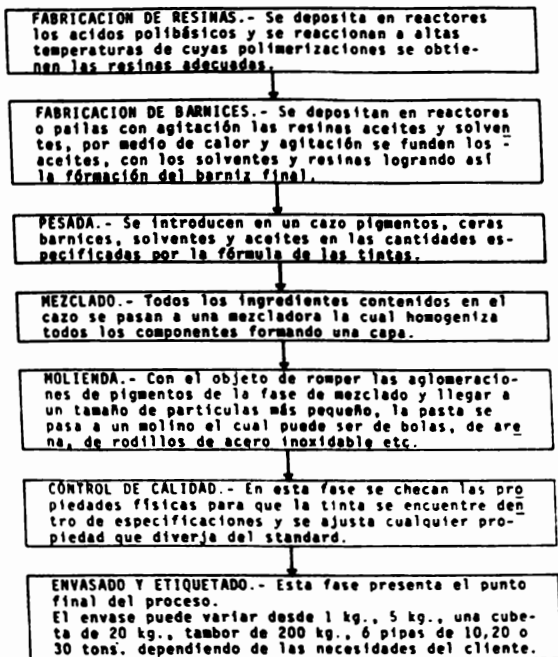 FABRICACION DE RESINAS.- Se deposita en reactores
los acidos polibásicos y se reaccionan a altas
temperaturas de cuyas polimerizaciones se obtie-
nen las resinas adecuadas.
FABRICACION DE BARNICES.- Se depositan en reactores
o pailas con agitación las resinas aceites y solven
tes, por medio de calor y agitación se funden los -
aceites, con los solventes y resinas logrando así
la fórmación del barniz final.
PESADA.- Se introducen en un cazo pigmentos, ceras
barnices, solventes y aceites en las cantidades es-
pecificadas por la fórmula de las tintas.
MEZCLADO.- Todos los ingredientes contenidos en el
cazo se pasan a una mezcladora la cual homogeniza
todos los componentes formando una capa.
MOLIENDA.- Con el objeto de romper las aglomeracio-
nes de pigmentos de la fase de mezclado y llegar a
un tamaño de partículas más pequeño, la pasta se
pasa a un molino el cual puede ser de bolas, de are
na, de rodillos de acero inoxidable etc.
CONTROL DE CALIDAD.- En esta fase se checan las pro
piedades físicas para que la tinta se encuentre den
tro de especificaciones y se ajusta cualquier pro-
piedad que diverja del standard.
ENVASADO Y ETIQUETADO.- Esta fase presenta el punto
final del proceso.
El envase puede variar desde 1 kg., 5 kg., una cube-
ta de 20 kg., tambor de 200 kg., 6 pipas de 10,20 o
30 tons. dependiendo de las necesidades del cliente.